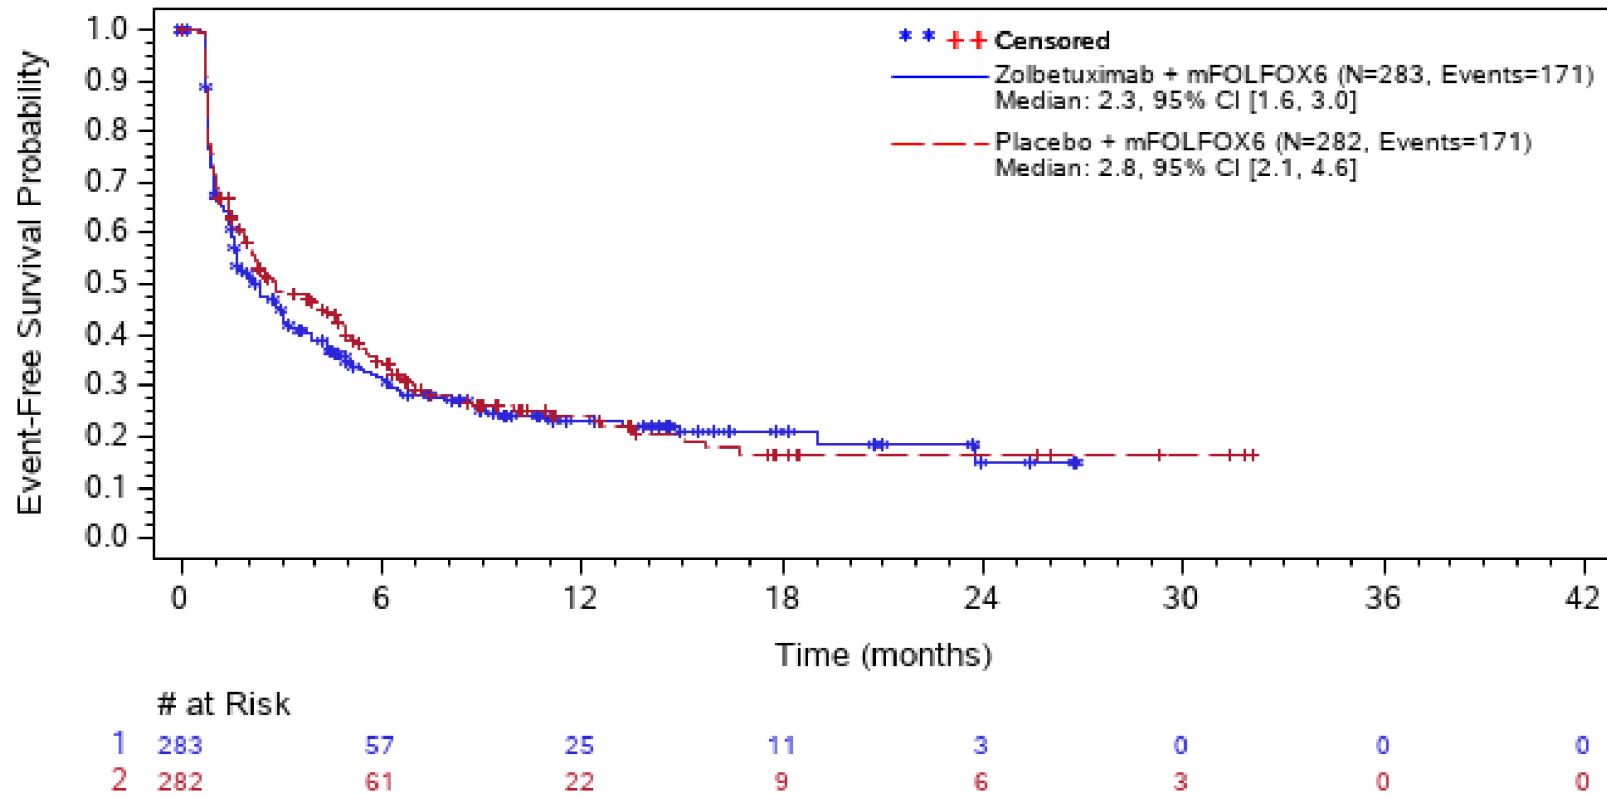 Event-Free Survival Probability
1.0
0.9
0.8
0.7
0.6
0.5
0.4
0.3
0.2
0.1
0.0
Censored
Zolbetuximab + mFOLFOX6 (N=283, Events=171)
Median: 2.3, 95% CI [1.6, 3.0]
Placebo + mFOLFOX6 (N=282, Events=171)
Median: 2.8, 95% CI [2.1, 4.6]
0 6 12 18 24 30 36 42
Time (months)
# at Risk
1 283 57 25 11 3 0 0 0
2 282 61 22 9 6 3 0 0